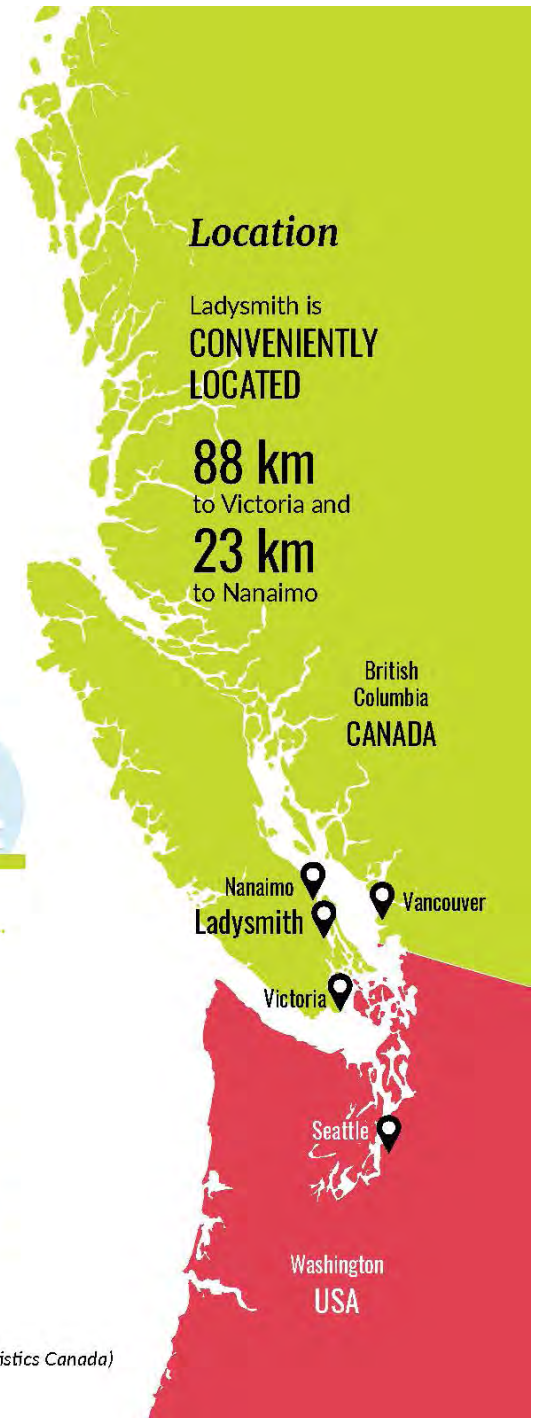 Location
Ladysmith is
CONVENIENTLY
LOCATED
88 km
to Victoria and
23 km
to Nanaimo
British
Columbia
CANADA
Nanaimo
Vancouver
Ladysmith
Victoria
Seattle
Washington
USA
istics Canada)